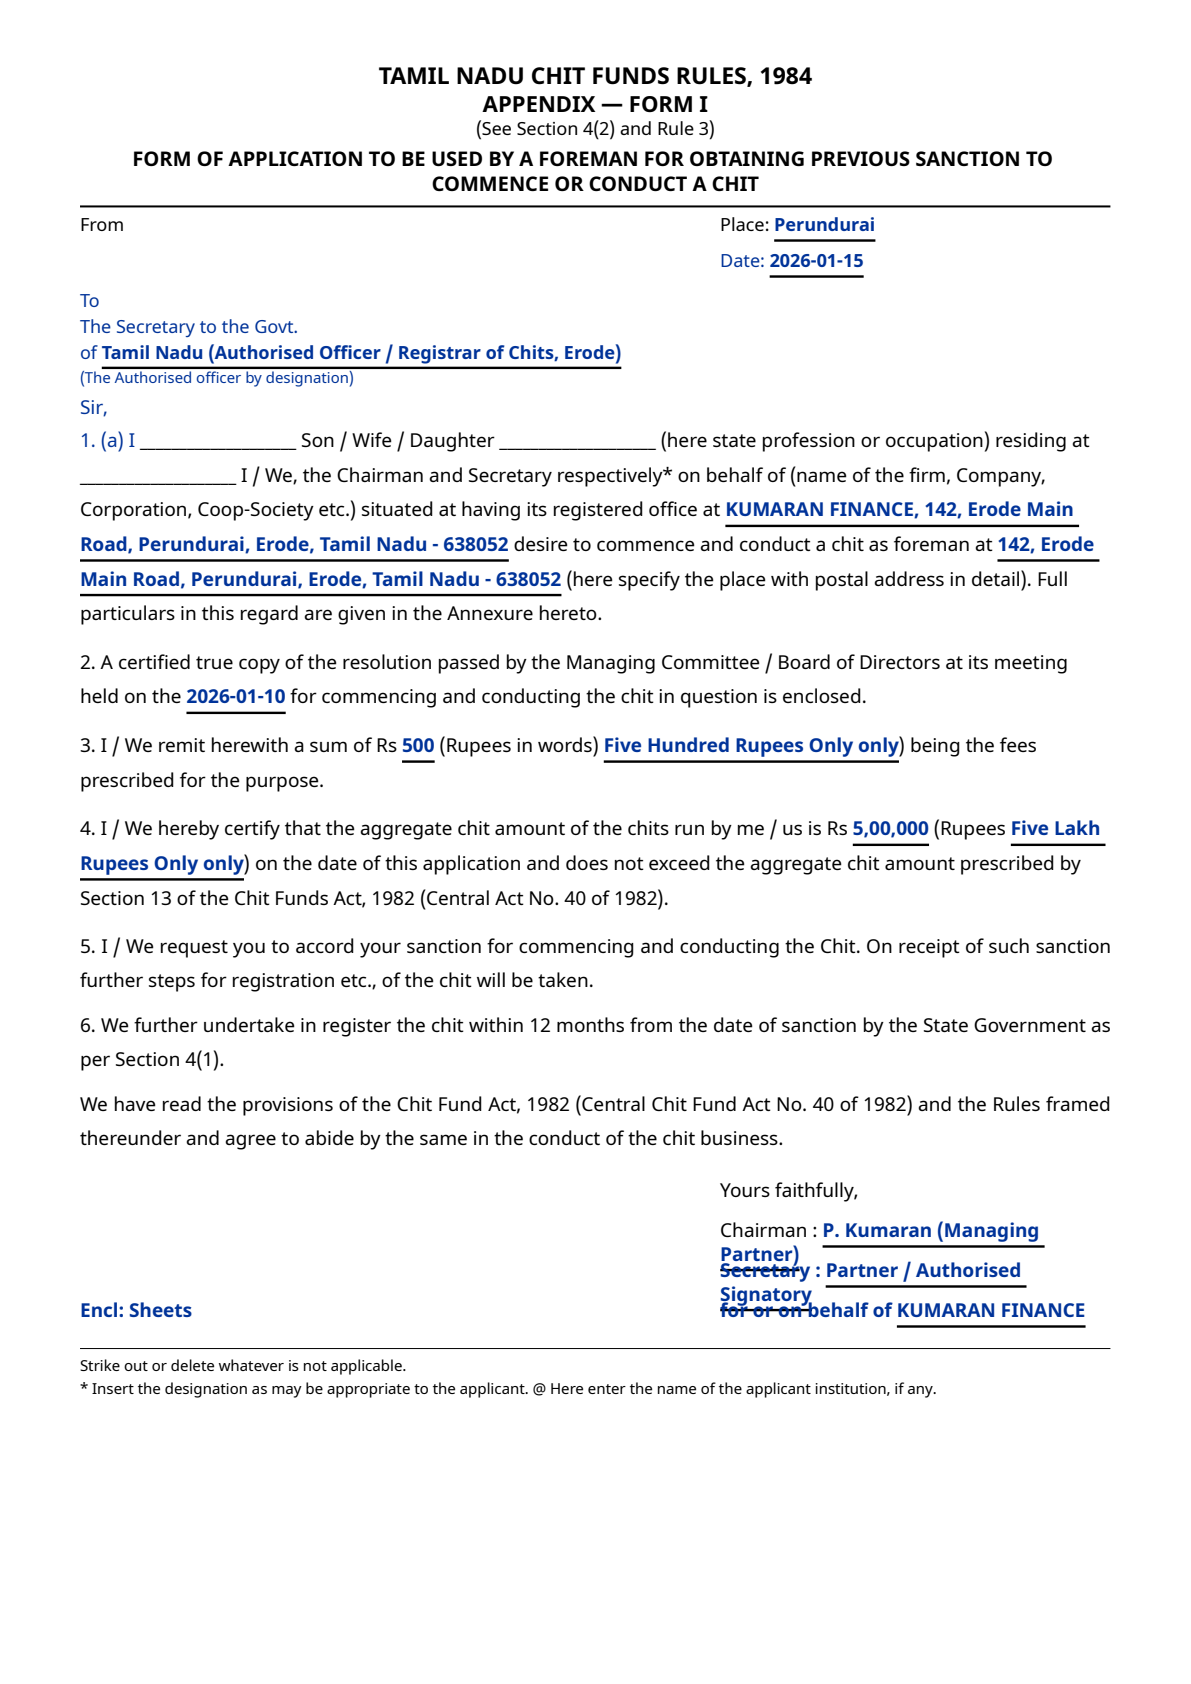 TAMIL NADU CHIT FUNDS RULES, 1984
APPENDIX — FORM I
(See Section 4(2) and Rule 3)
FORM OF APPLICATION TO BE USED BY A FOREMAN FOR OBTAINING PREVIOUS SANCTION TO
COMMENCE OR CONDUCT A CHIT
From
Place: Perundurai
Date: 2026-01-15
To
The Secretary to the Govt.
of Tamil Nadu (Authorised Officer / Registrar of Chits, Erode)
(The Authorised officer by designation)
Sir,
1. (a) I ________________ Son / Wife / Daughter ________________ (here state profession or occupation) residing at
________________ I / We, the Chairman and Secretary respectively* on behalf of (name of the firm, Company,
Corporation, Coop-Society etc.) situated at having its registered office at KUMARAN FINANCE, 142, Erode Main
Road, Perundurai, Erode, Tamil Nadu - 638052 desire to commence and conduct a chit as foreman at 142, Erode
Main Road, Perundurai, Erode, Tamil Nadu - 638052 (here specify the place with postal address in detail). Full
particulars in this regard are given in the Annexure hereto.
2. A certified true copy of the resolution passed by the Managing Committee / Board of Directors at its meeting
held on the 2026-01-10 for commencing and conducting the chit in question is enclosed.
3. I / We remit herewith a sum of Rs 500 (Rupees in words) Five Hundred Rupees Only only) being the fees
prescribed for the purpose.
4. I / We hereby certify that the aggregate chit amount of the chits run by me / us is Rs 5,00,000 (Rupees Five Lakh
Rupees Only only) on the date of this application and does not exceed the aggregate chit amount prescribed by
Section 13 of the Chit Funds Act, 1982 (Central Act No. 40 of 1982).
5. I / We request you to accord your sanction for commencing and conducting the Chit. On receipt of such sanction
further steps for registration etc., of the chit will be taken.
6. We further undertake in register the chit within 12 months from the date of sanction by the State Government as
per Section 4(1).
We have read the provisions of the Chit Fund Act, 1982 (Central Chit Fund Act No. 40 of 1982) and the Rules framed
thereunder and agree to abide by the same in the conduct of the chit business.
Yours faithfully,
Chairman : P. Kumaran (Managing
Partner)
Secretary : Partner / Authorised
Signatory
Encl: Sheets
for or on behalf of KUMARAN FINANCE
Strike out or delete whatever is not applicable.
* Insert the designation as may be appropriate to the applicant. @ Here enter the name of the applicant institution, if any.